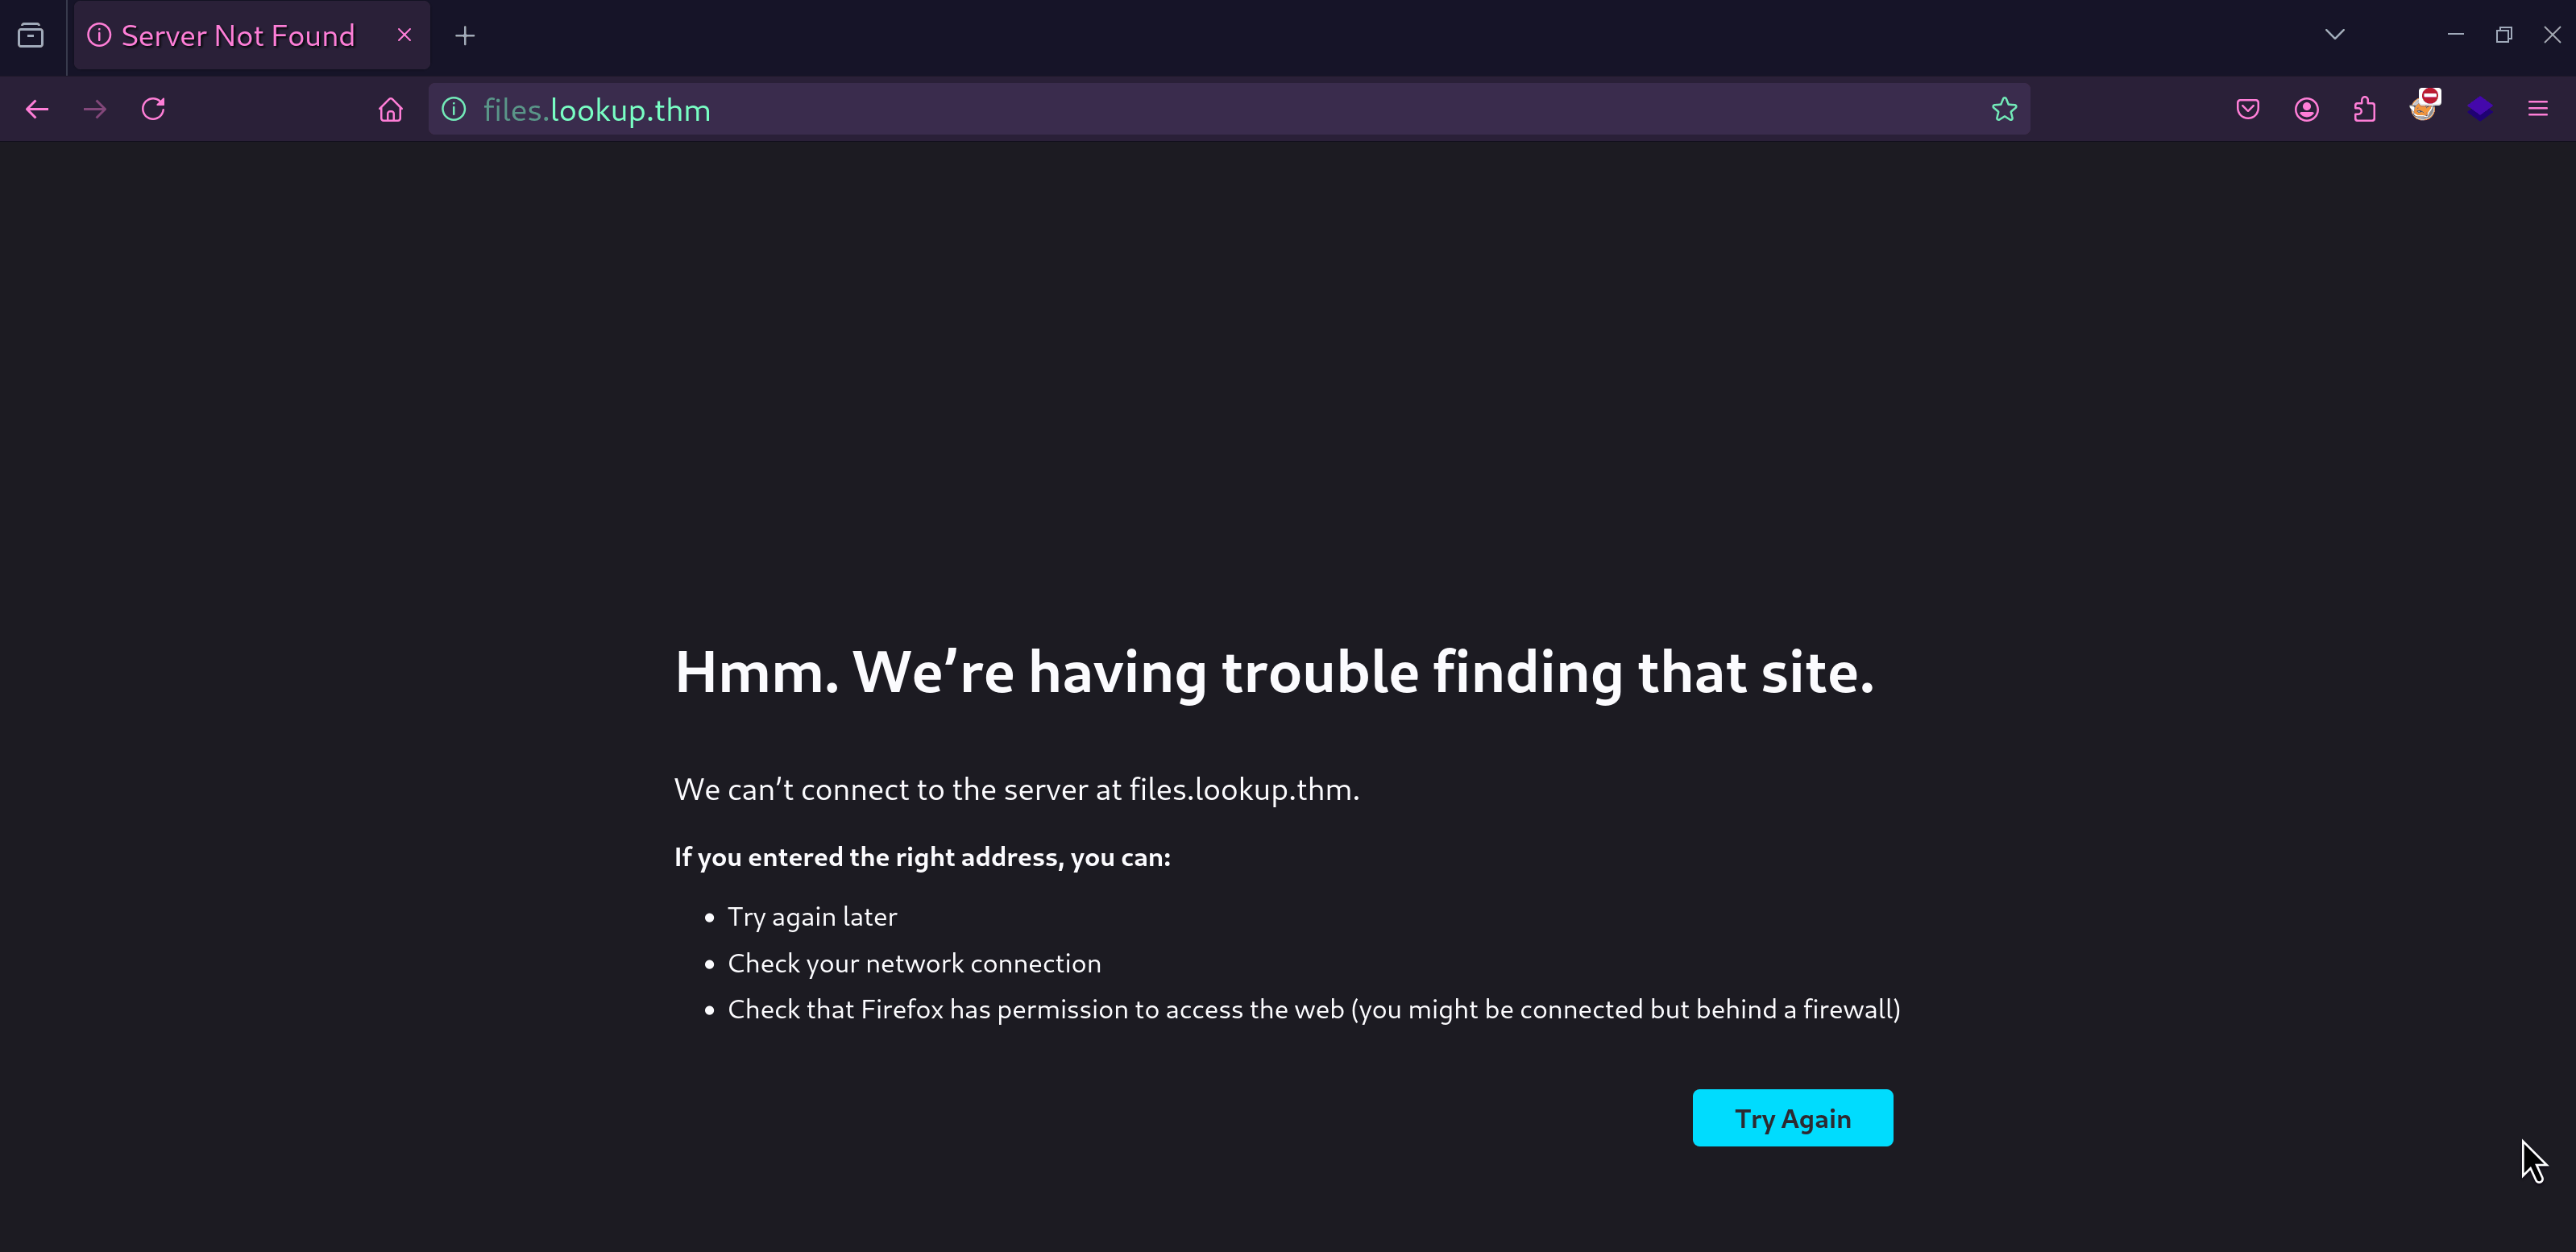 Server Not Found
files.lookup.thm
Hmm. We’re having trouble finding that site.
We can’t connect to the server at files.lookup.thm.
If you entered the right address, you can:
• Try again later
• Check your network connection
• Check that Firefox has permission to access the web (you might be connected but behind a firewall)
Try Again